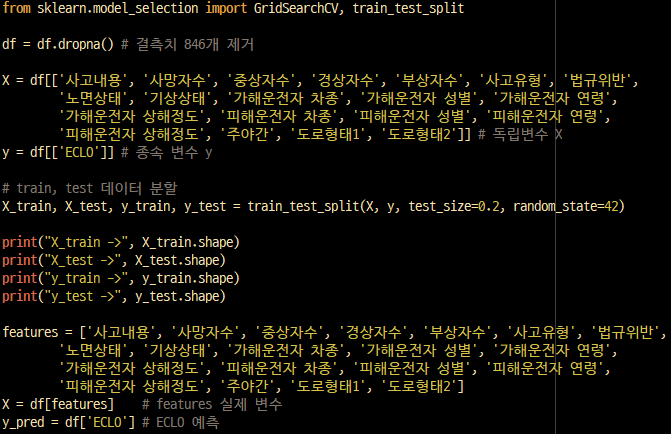 from sklearn.model_selection import GridSearchCV, train_test_split
df = df.dropna() # 결측치 846개 제거
X = df[['사고내용', '사망자수', '중상자수', '경상자수', '부상자수', '사고유형', '법규위반',
'노면상태', '기상상태', '가해운전자 차종', '가해운전자 성별', '가해운전자 연령',
'가해운전자 상해정도', '피해운전자 차종', '피해운전자 성별', '피해운전자 연령',
'피해운전자 상해정도', '주야간', '도로형태1', '도로형태2']] # 독립변수 X
y = df[['ECLO']] # 종속 변수 y
# train, test 데이터 분할
X_train, X_test, y_train, y_test = train_test_split(X, y, test_size=0.2, random_state=42)
print("X_train ->", X_train.shape)
print("X_test ->", X_test.shape)
print("y_train ->", y_train.shape)
print("y_test ->", y_test.shape)
features = ['사고내용', '사망자수', '중상자수', '경상자수', '부상자수', '사고유형', '법규위반',
'노면상태', '기상상태', '가해운전자 차종', '가해운전자 성별', '가해운전자 연령',
'가해운전자 상해정도', '피해운전자 차종', '피해운전자 성별', '피해운전자 연령',
'피해운전자 상해정도', '주야간', '도로형태1', '도로형태2']
X = df[features] # features 실제 변수
y_pred = df['ECLO'] # ECLO 예측